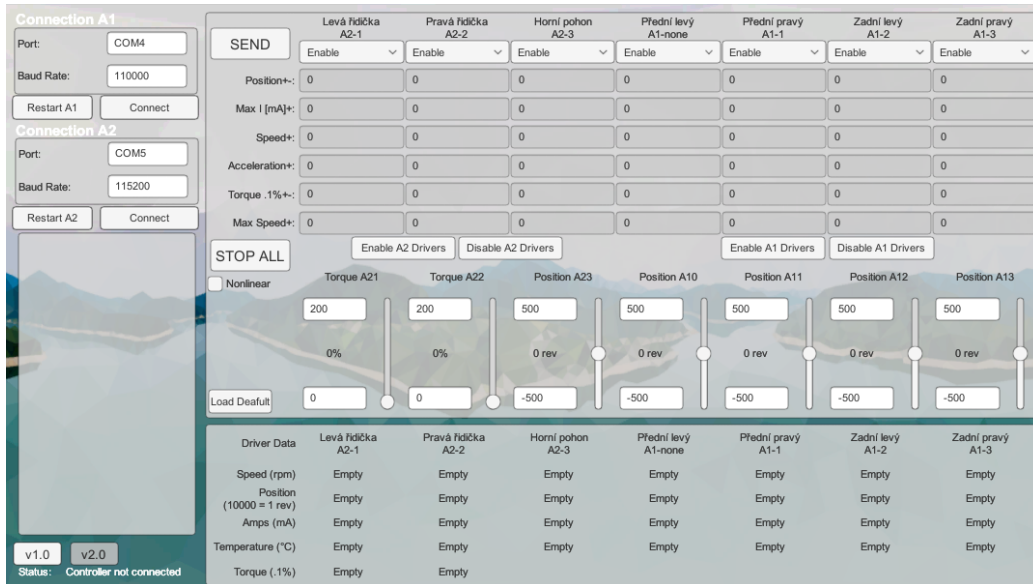 Connection A1
Port: COM4
Baud Rate: 110000
Restart A1 Connect
Connection A2
Port: COM5
Baud Rate: 115200
Restart A2 Connect
v1.0 v2.0
Status: Controller not connected
Levá řidička Pravá řidička Horní pohon Přední levý Přední pravý Zadní levý Zadní pravý
A2-1 A2-2 A2-3 A1-none A1-1 A1-2 A1-3
SEND Enable Enable Enable Enable Enable Enable Enable
Position+-: 0 0 0 0 0 0 0
Max I [mA]+: 0 0 0 0 0 0 0
Speed+: 0 0 0 0 0 0 0
Acceleration+: 0 0 0 0 0 0 0
Torque .1%+-: 0 0 0 0 0 0 0
Max Speed+: 0 0 0 0 0 0 0
STOP ALL Enable A2 Drivers Disable A2 Drivers Enable A1 Drivers Disable A1 Drivers
Nonlinear Torque A21 Torque A22 Position A23 Position A10 Position A11 Position A12 Position A13
200 200 500 500 500 500 500
0% 0% 0 rev 0 rev 0 rev 0 rev 0 rev
Load Deafult 0 0 -500 -500 -500 -500 -500
Driver Data Levá řidička Pravá řidička Horní pohon Přední levý Přední pravý Zadní levý Zadní pravý
A2-1 A2-2 A2-3 A1-none A1-1 A1-2 A1-3
Speed (rpm) Empty Empty Empty Empty Empty Empty Empty
Position
(10000 = 1 rev) Empty Empty Empty Empty Empty Empty Empty
Amps (mA) Empty Empty Empty Empty Empty Empty Empty
Temperature (°C) Empty Empty Empty Empty Empty Empty Empty
Torque (.1%) Empty Empty